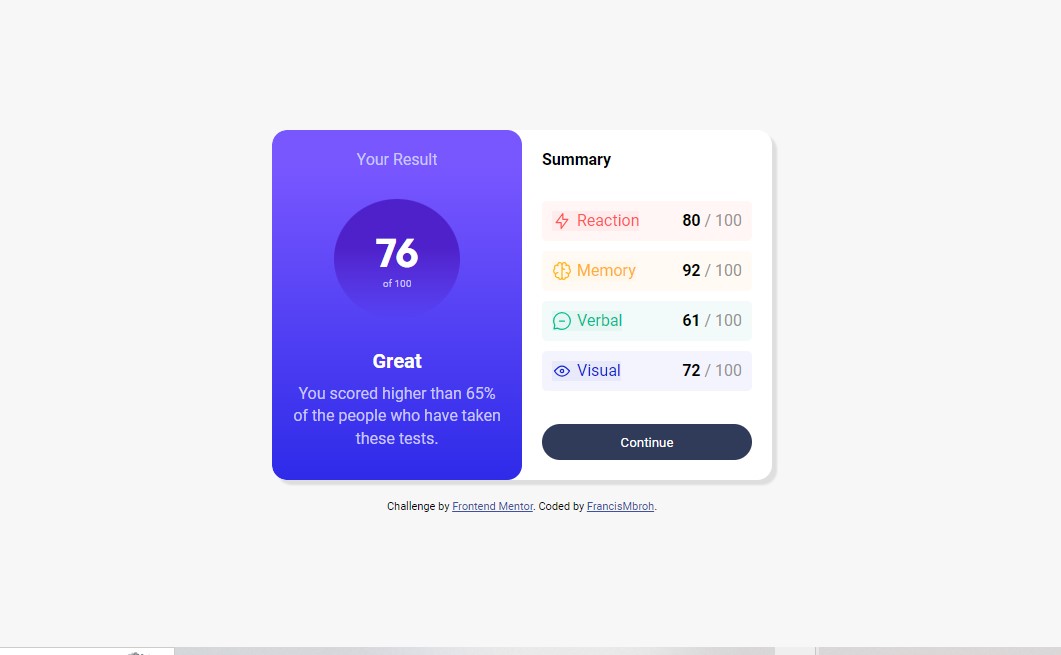 Your Result
76
of 100
Great
You scored higher than 65%
of the people who have taken
these tests.
Summary
Reaction 80 / 100
Memory 92 / 100
Verbal 61 / 100
Visual 72 / 100
Continue
Challenge by Frontend Mentor. Coded by FrancisMbroh.